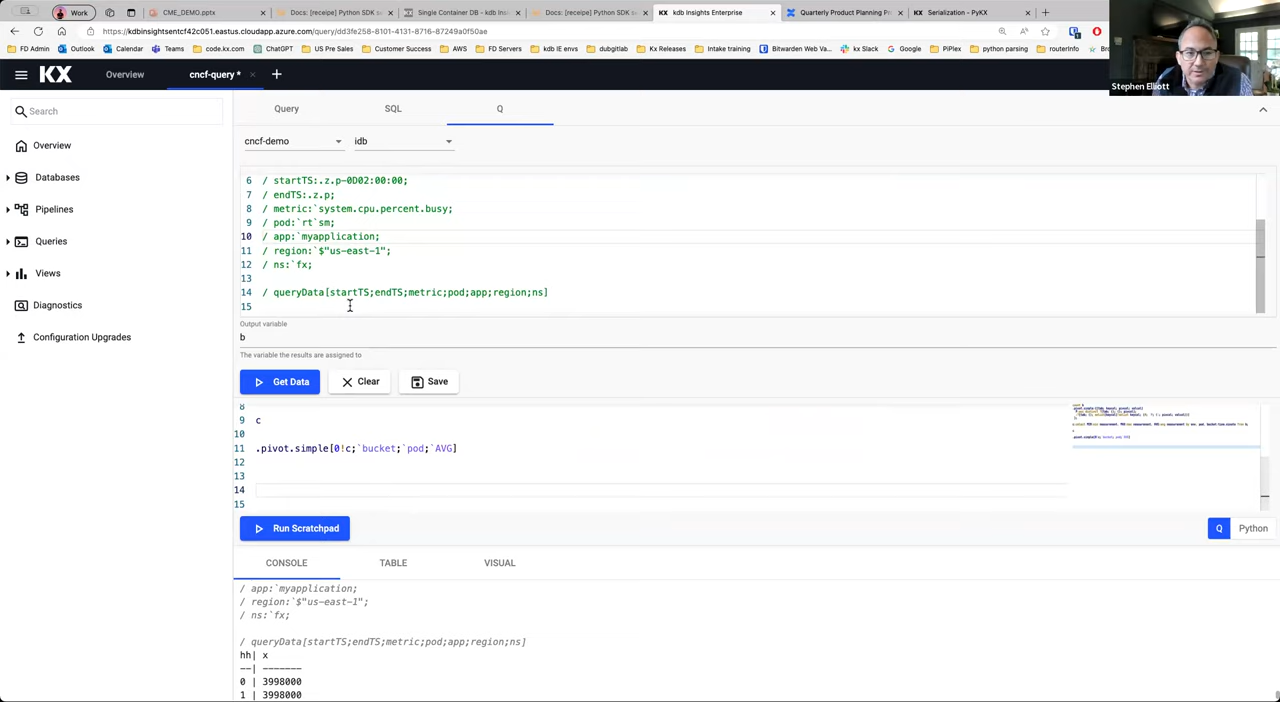 Work
CME_DEMO.pptx
Docs: [receipe] Python SDK s
Single Container DB - kdb Insi
Docs: [receipe] Python SDK s
kdb Insights Enterprise
Quarterly Product Planning Pr
Serialization - PyKX
https://kdbinsightsentcf42c051.eastus.cloudapp.azure.com/query/dd3fe258-8101-4131-8716-87249a0f50ae
FD Admin
Outlook
Calendar
Teams
code.kx.com
ChatGPT
US Pre Sales
Customer Success
AWS
FD Servers
kdb IE envs
dubgitlab
Kx Releases
Intake training
Bitwarden Web Va...
kx Slack
Google
PiPlex
python parsing
routerInfo
Stephen Elliott
KX
Overview
cncf-query *
Search
Overview
Databases
Pipelines
Queries
Views
Diagnostics
Configuration Upgrades
Query
SQL
Q
cncf-demo
idb
6 / startTS:.z.p-0D02:00:00;
7 / endTS:.z.p;
8 / metric:`system.cpu.percent.busy;
9 / pod:`rt`sm;
10 / app:`myapplication;
11 / region:`$"us-east-1";
12 / ns:`fx;
13
14 / queryData[startTS;endTS;metric;pod;app;region;ns]
15
Output variable
b
The variable the results are assigned to
Get Data
Clear
Save
8
9 c
10
11 .pivot.simple[0!c;`bucket;`pod;`AVG]
12
13
14
15
Run Scratchpad
Q
Python
CONSOLE
TABLE
VISUAL
/ app:`myapplication;
/ region:`$"us-east-1";
/ ns:`fx;
/ queryData[startTS;endTS;metric;pod;app;region;ns]
hh| x
--| -------
0 | 3998000
1 | 3998000